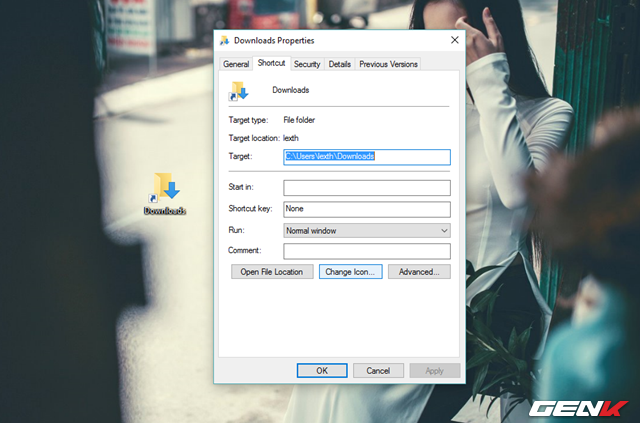 Downloads Properties
General Shortcut Security Details Previous Versions
Downloads
Target type: File folder
Target location: lexth
Target: C:\Users\lexth\Downloads
Start in:
Shortcut key: None
Run: Normal window
Comment:
Open File Location Change Icon... Advanced...
OK Cancel Apply
Downloads
GENK